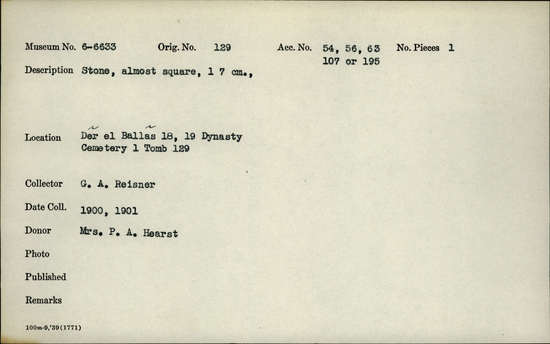 Museum No. 6-6633 Orig. No. 129 Acc. No. 54, 56, 63 No. Pieces 1
107 or 195
Description Stone, almost square, l 7 cm.,
Location Der el Ballas 18, 19 Dynasty
Cemetery 1 Tomb 129
Collector G. A. Reisner
Date Coll. 1900, 1901
Donor Mrs. P. A. Hearst
Photo
Published
Remarks
100m-9,'39(1771)